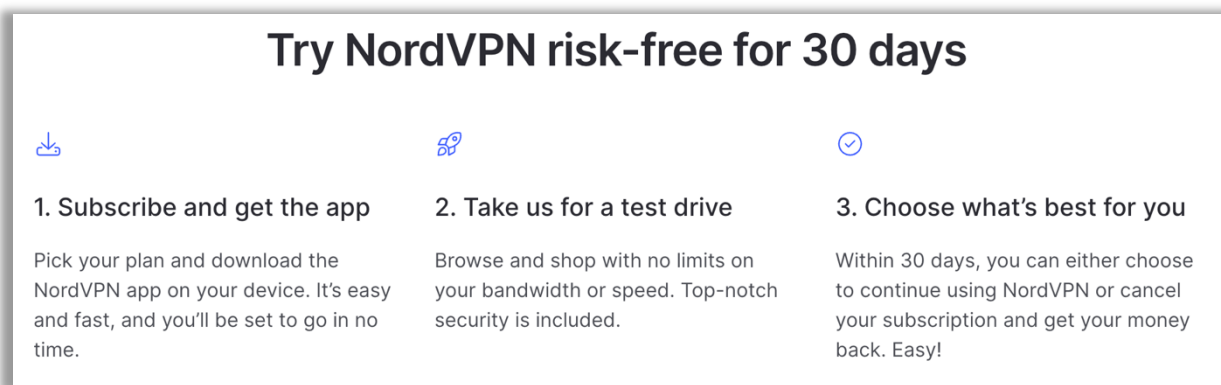 Try NordVPN risk-free for 30 days
1. Subscribe and get the app
Pick your plan and download the
NordVPN app on your device. It’s easy
and fast, and you’ll be set to go in no
time.
2. Take us for a test drive
Browse and shop with no limits on
your bandwidth or speed. Top-notch
security is included.
3. Choose what’s best for you
Within 30 days, you can either choose
to continue using NordVPN or cancel
your subscription and get your money
back. Easy!